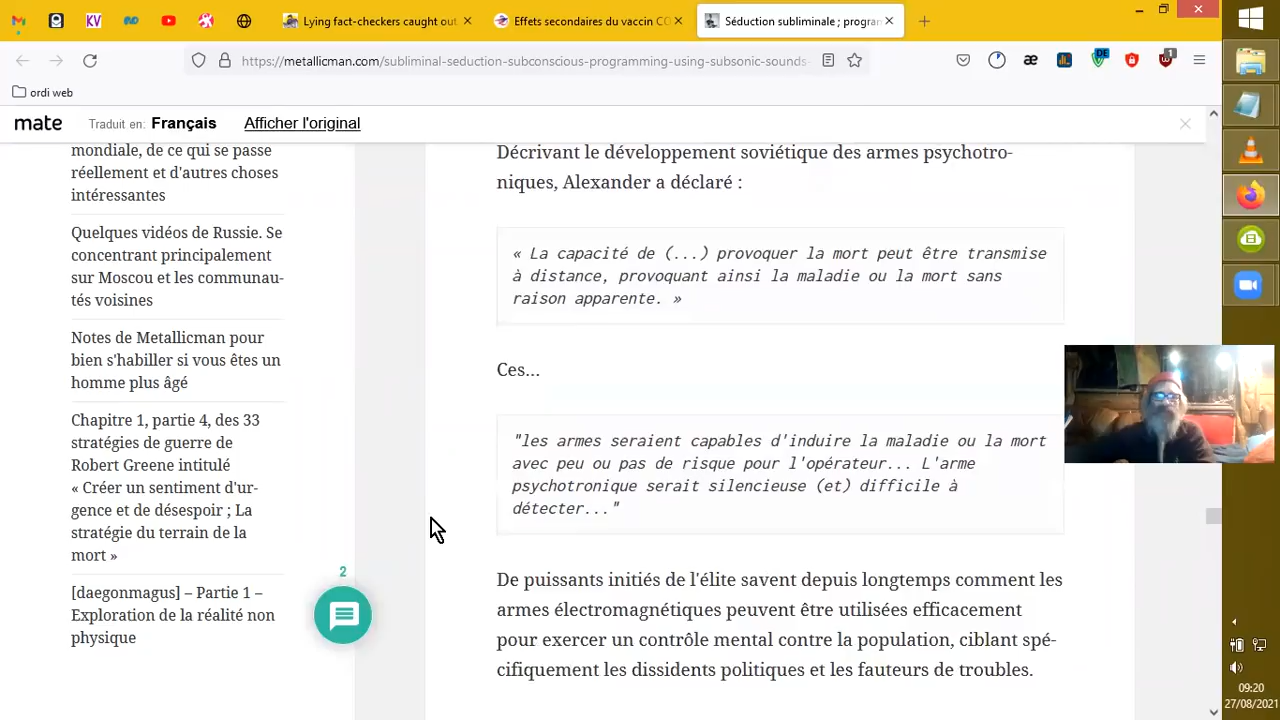 Lying fact-checkers caught out
Effets secondaires du vaccin CO
Séduction subliminale ; progran
https://metallicman.com/subliminal-seduction-subconscious-programming-using-subsonic-sounds-
ordi web
mate
Traduit en: Français
Afficher l'original
mondiale, de ce qui se passe
réellement et d'autres choses
intéressantes
Quelques vidéos de Russie. Se
concentrant principalement
sur Moscou et les communau-
tés voisines
Notes de Metallicman pour
bien s'habiller si vous êtes un
homme plus âgé
Chapitre 1, partie 4, des 33
stratégies de guerre de
Robert Greene intitulé
« Créer un sentiment d'ur-
gence et de désespoir ; La
stratégie du terrain de la
mort »
[daegonmagus] – Partie 1 –
Exploration de la réalité non
physique
2
Décrivant le développement soviétique des armes psychotro-
niques, Alexander a déclaré :
« La capacité de (...) provoquer la mort peut être transmise
à distance, provoquant ainsi la maladie ou la mort sans
raison apparente. »
Ces...
"les armes seraient capables d'induire la maladie ou la mort
avec peu ou pas de risque pour l'opérateur... L'arme
psychotronique serait silencieuse (et) difficile à
détecter..."
De puissants initiés de l'élite savent depuis longtemps comment les
armes électromagnétiques peuvent être utilisées efficacement
pour exercer un contrôle mental contre la population, ciblant spé-
cifiquement les dissidents politiques et les fauteurs de troubles.
KV
æ
DE
1
09:20
27/08/2021